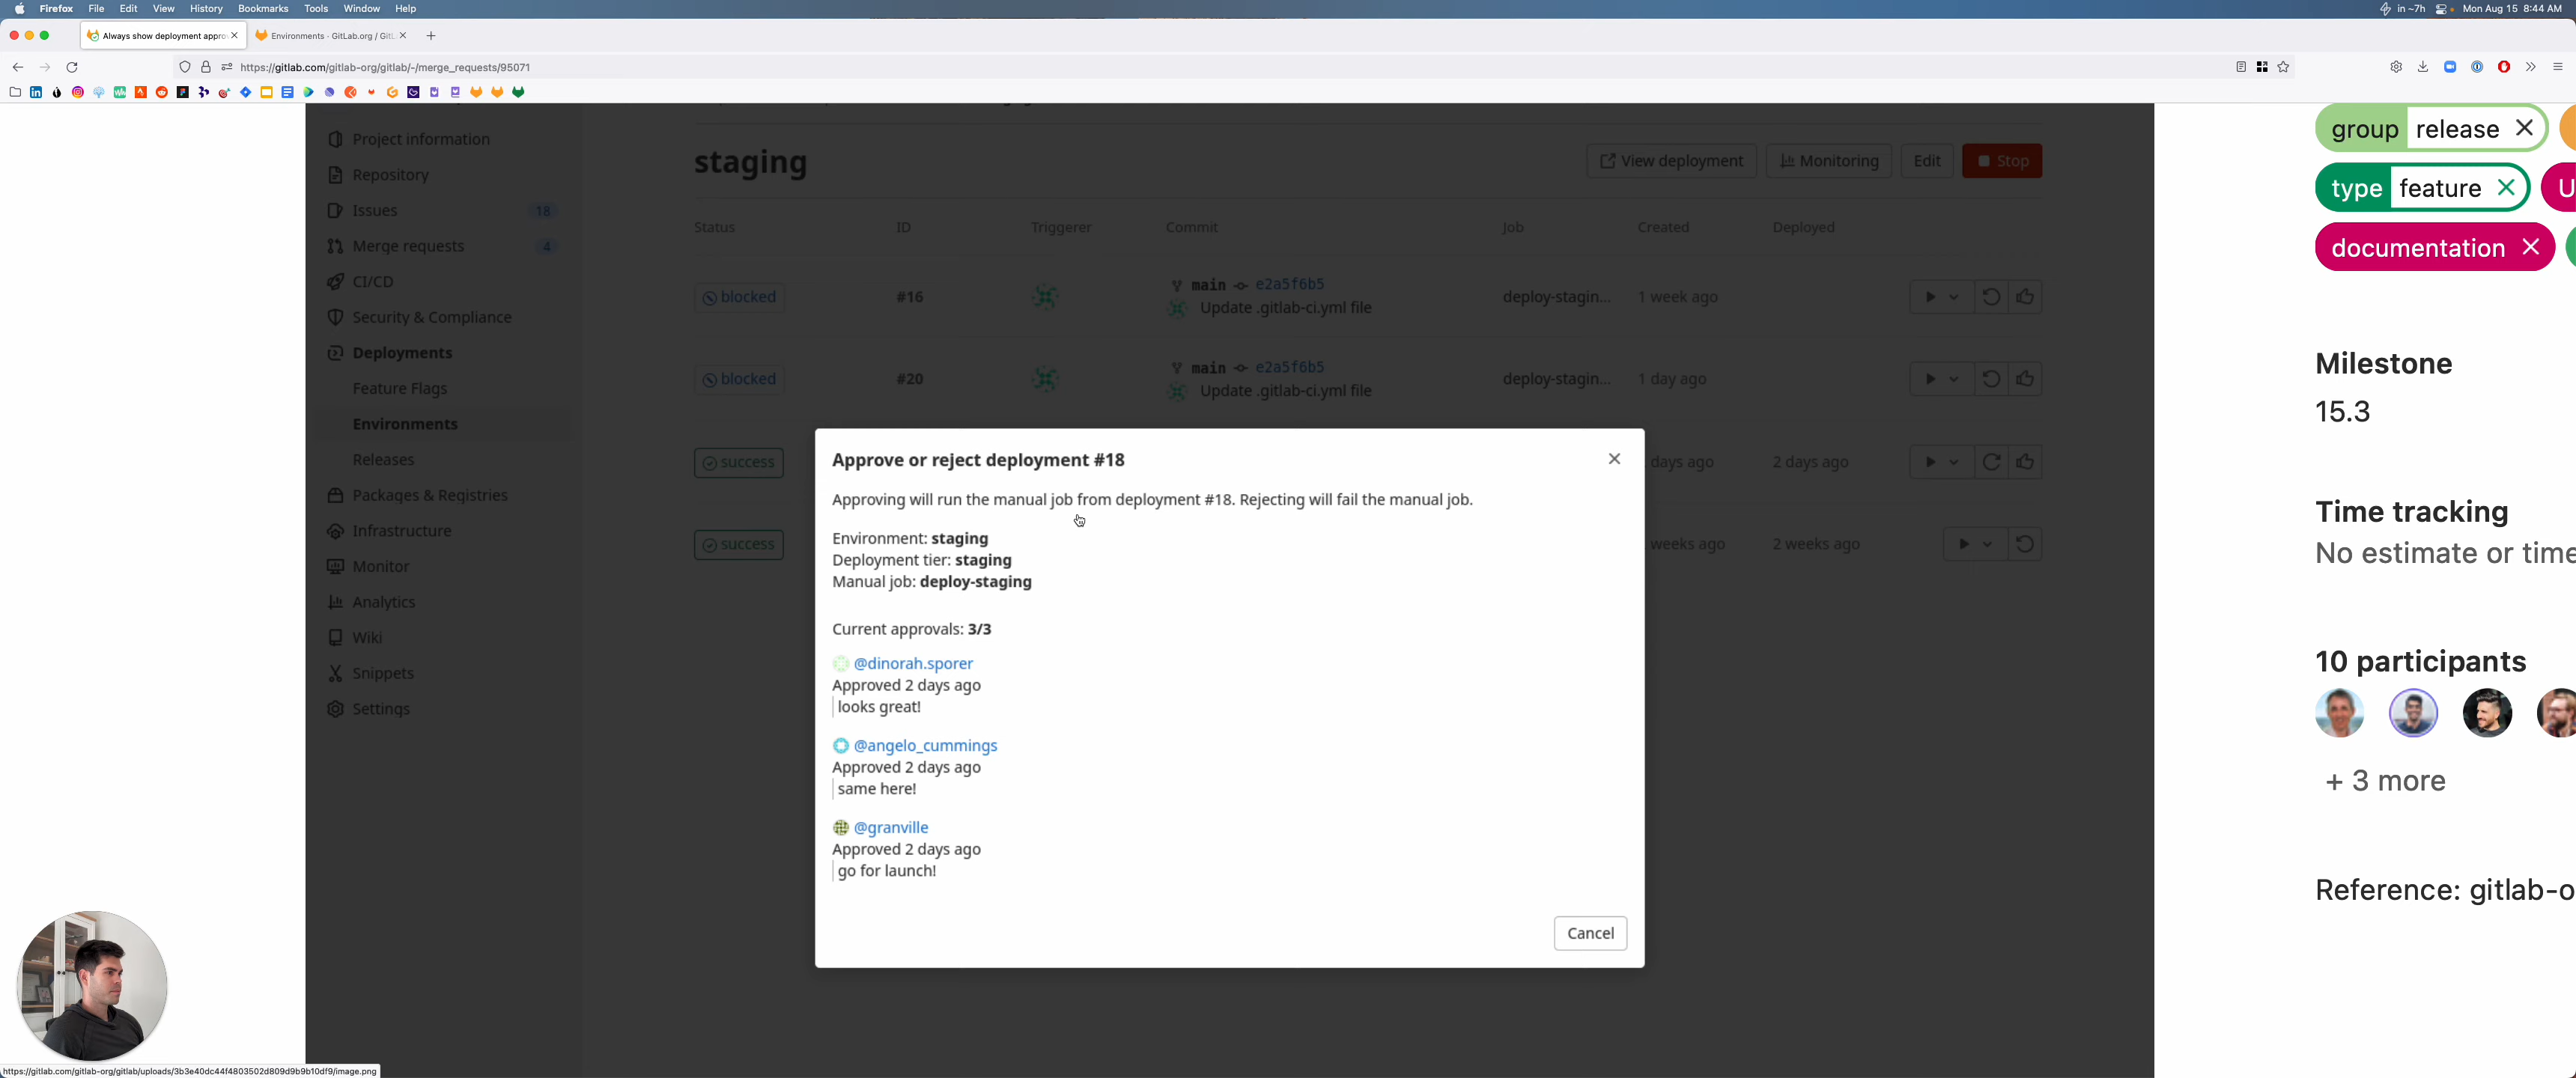 Firefox File Edit View History Bookmarks Tools Window Help
in ~7h Mon Aug 15 8:44 AM
Always show deployment appro
Environments · GitLab.org / Git
https://gitlab.com/gitlab-org/gitlab/-/merge_requests/95071
Project information
Repository
Issues 18
Merge requests 4
CI/CD
Security & Compliance
Deployments
Feature Flags
Environments
Releases
Packages & Registries
Infrastructure
Monitor
Analytics
Wiki
Snippets
Settings
staging
View deployment Monitoring Edit Stop
Status ID Triggerer Commit Job Created Deployed
blocked #16 main e2a5f6b5 deploy-stagin... 1 week ago
Update .gitlab-ci.yml file
blocked #20 main e2a5f6b5 deploy-stagin... 1 day ago
Update .gitlab-ci.yml file
success days ago 2 days ago
success weeks ago 2 weeks ago
Approve or reject deployment #18
Approving will run the manual job from deployment #18. Rejecting will fail the manual job.
Environment: staging
Deployment tier: staging
Manual job: deploy-staging
Current approvals: 3/3
@dinorah.sporer
Approved 2 days ago
looks great!
@angelo_cummings
Approved 2 days ago
same here!
@granville
Approved 2 days ago
go for launch!
Cancel
group release
type feature
documentation
Milestone
15.3
Time tracking
No estimate or time
10 participants
+ 3 more
Reference: gitlab-o
https://gitlab.com/gitlab-org/gitlab/uploads/3b3e40dc44f4803502d809d9b9b10df9/image.png